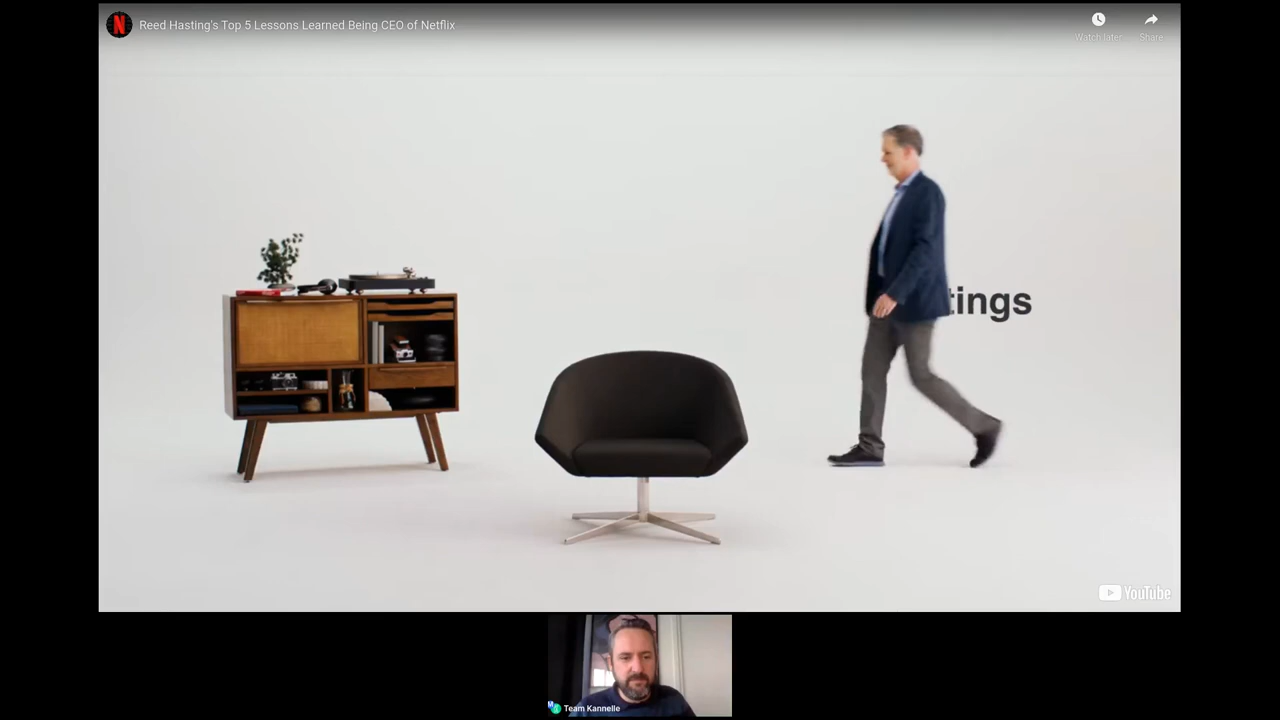 Reed Hasting's Top 5 Lessons Learned Being CEO of Netflix
Watch later
Share
tings
YouTube
Team Kannelle